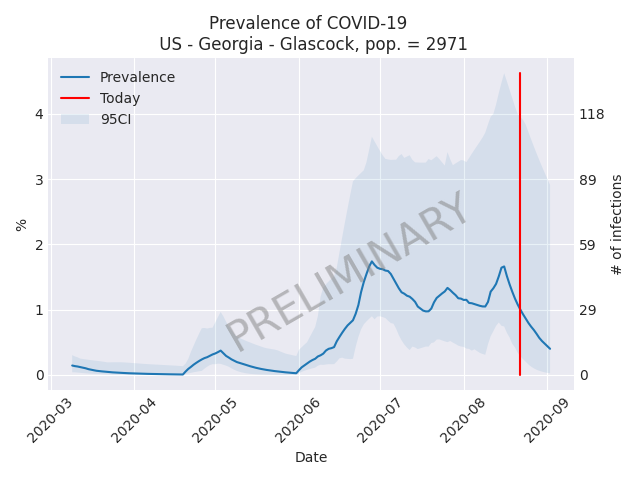 Prevalence of COVID-19
US - Georgia - Glascock, pop. = 2971
Prevalence
Today
95CI
PRELIMINARY
%
4
3
2
1
0
118
89
59
29
0
# of infections
2020-03
2020-04
2020-05
2020-06
2020-07
2020-08
2020-09
Date